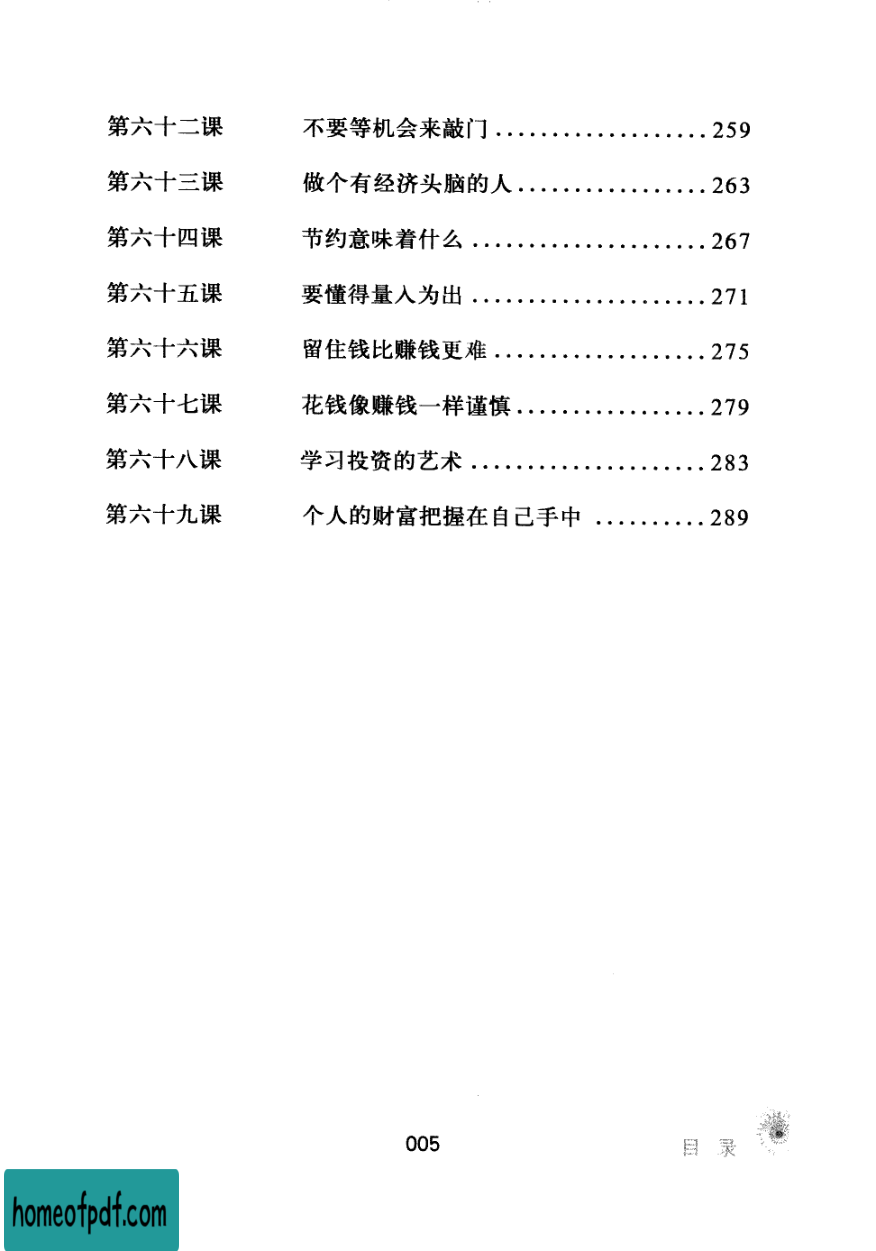 第六十二课 不要等机会来敲门...................259
第六十三课 做个有经济头脑的人.................263
第六十四课 节约意味着什么.....................267
第六十五课 要懂得量入为出.....................271
第六十六课 留住钱比赚钱更难...................275
第六十七课 花钱像赚钱一样谨慎.................279
第六十八课 学习投资的艺术.....................283
第六十九课 个人的财富把握在自己手中..........289
005
目 录
homeofpdf.com